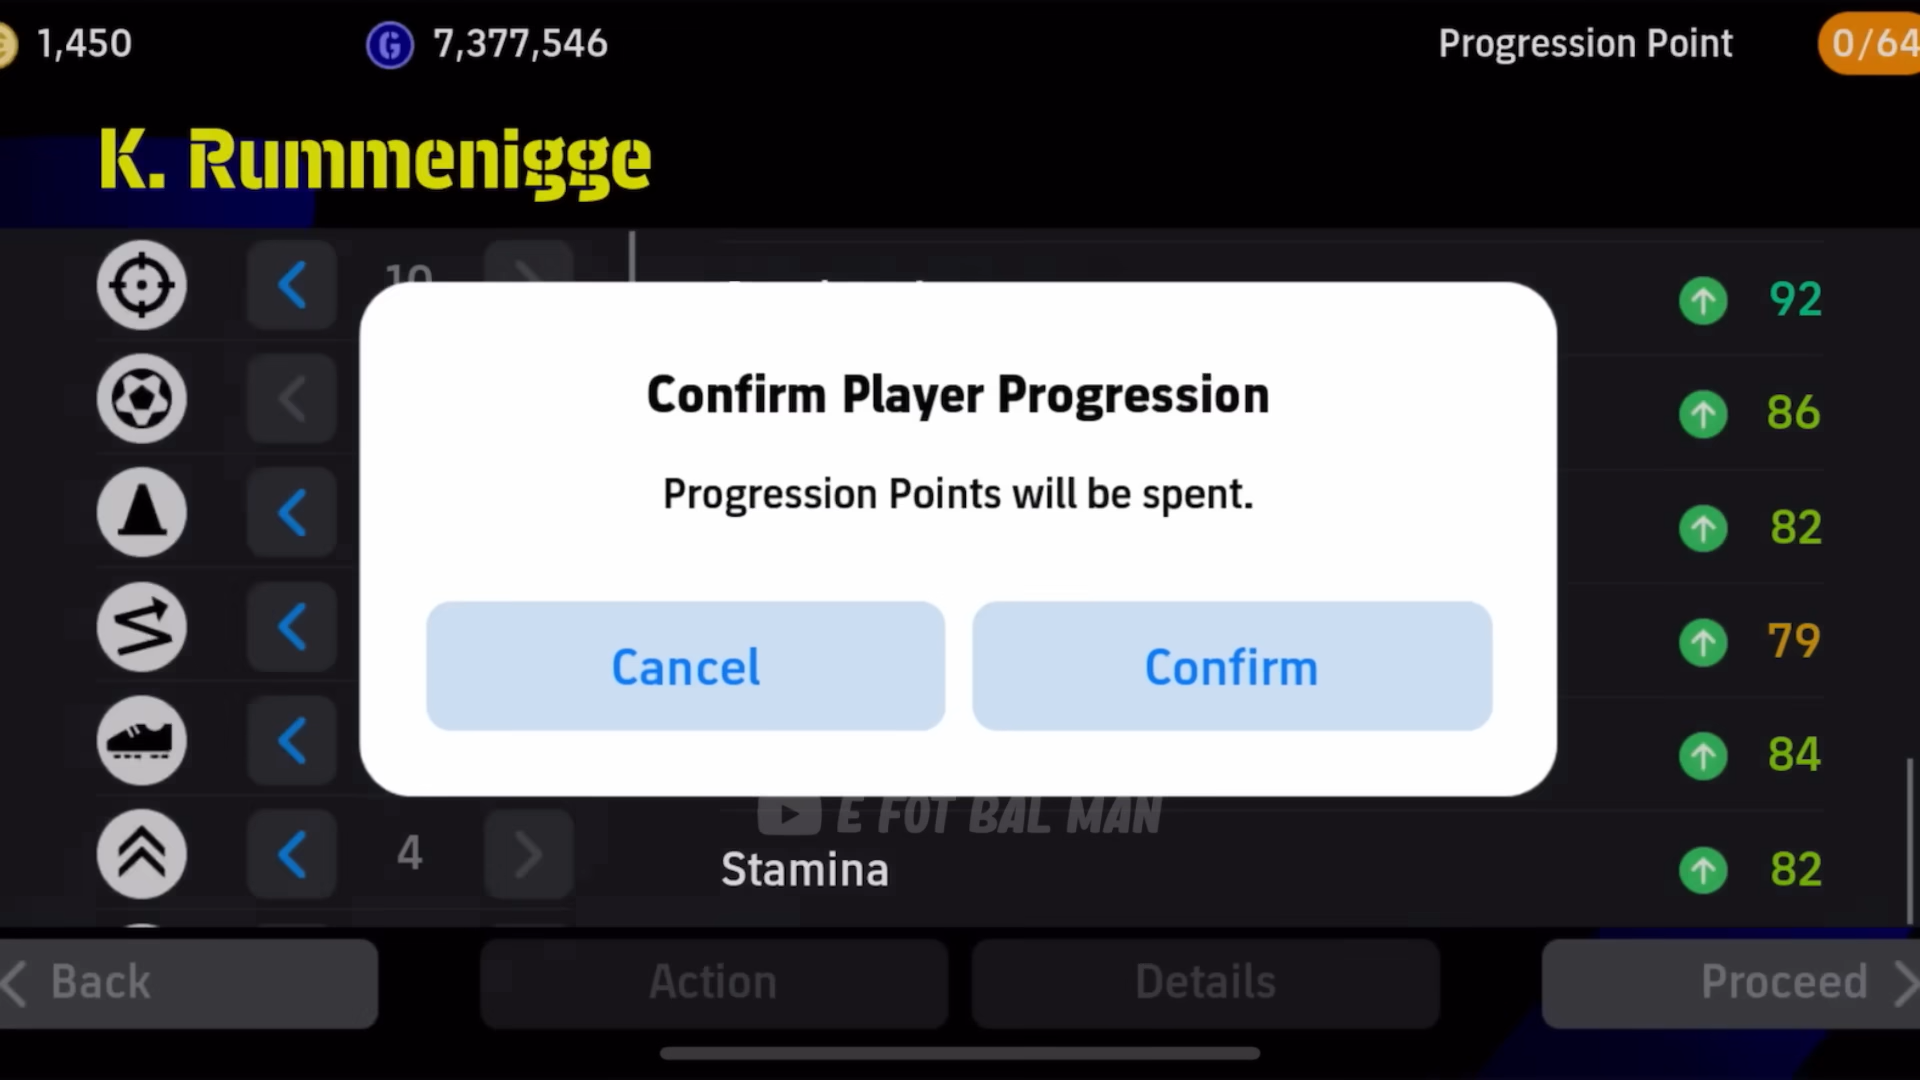 1,450
7,377,546
Progression Point
0/64
K. Rummenigge
10
92
Confirm Player Progression
86
Progression Points will be spent.
82
79
Cancel
Confirm
84
E FOT BAL MAN
4
Stamina
82
Back
Action
Details
Proceed